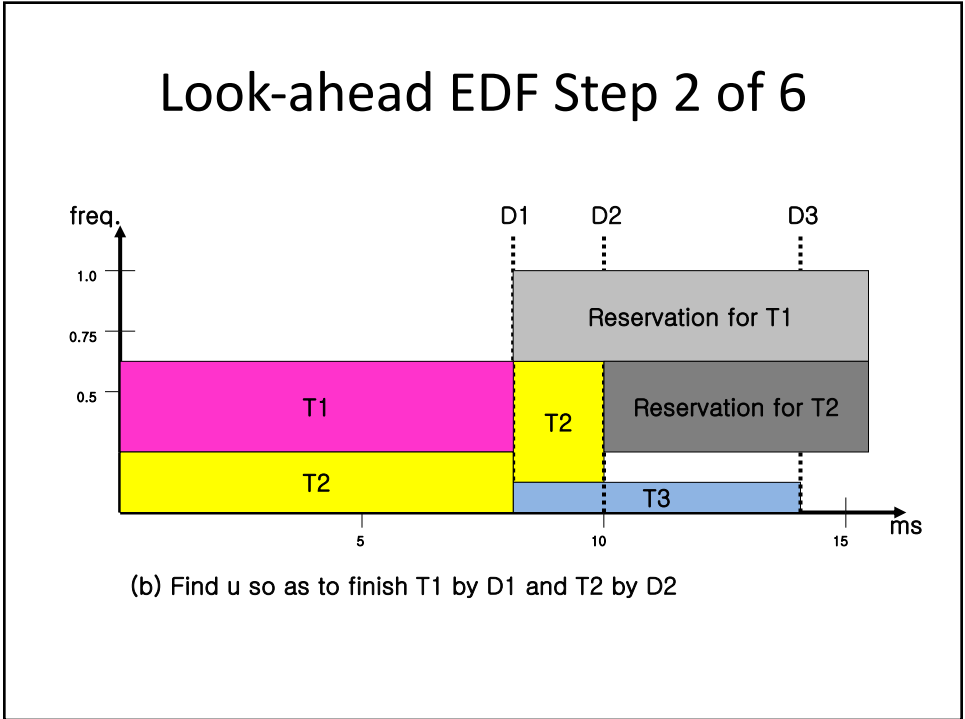 Look-ahead EDF Step 2 of 6
freq.
D1
D2
D3
1.0
Reservation for T1
0.75
0.5
T1
T2
Reservation for T2
T2
T3
ms
5
10
15
(b) Find u so as to finish T1 by D1 and T2 by D2